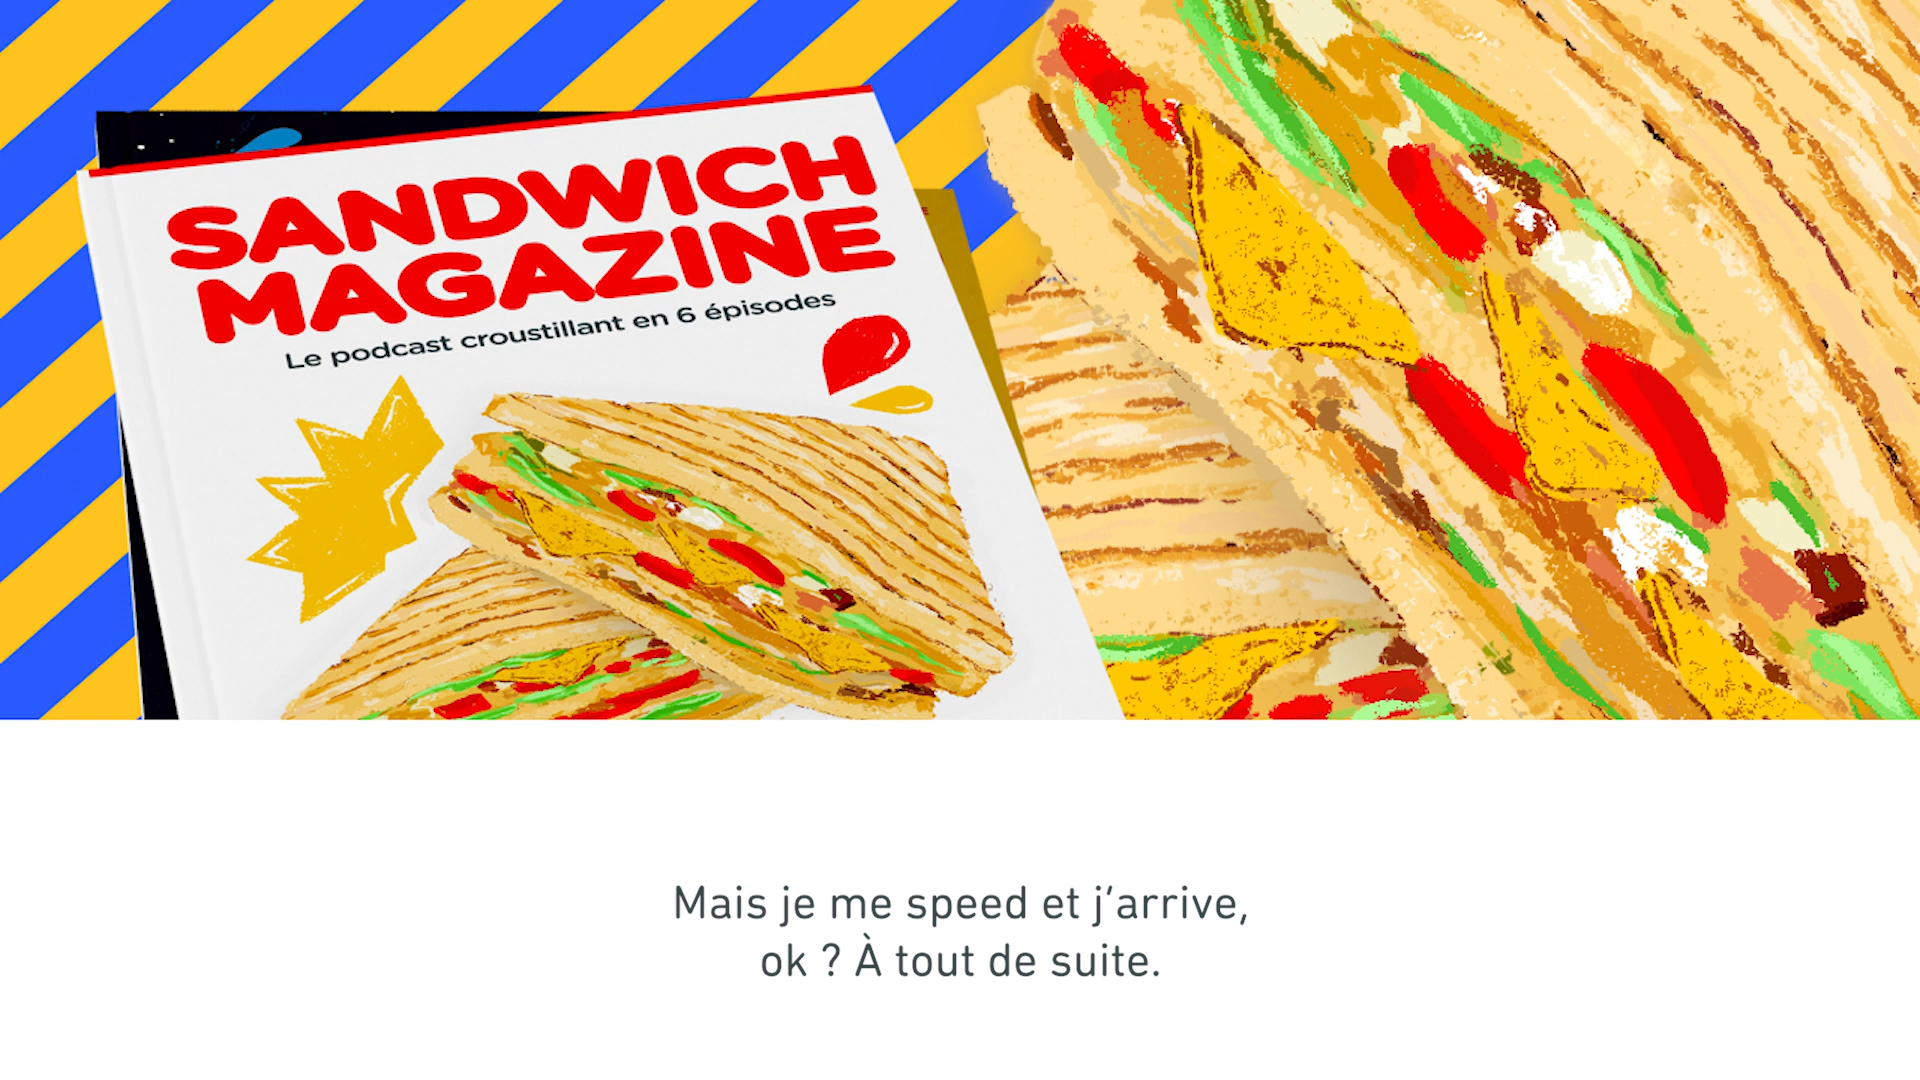 SANDWICH
MAGAZINE
Le podcast croustillant en 6 épisodes
Mais je me speed et j'arrive,
ok ? À tout de suite.